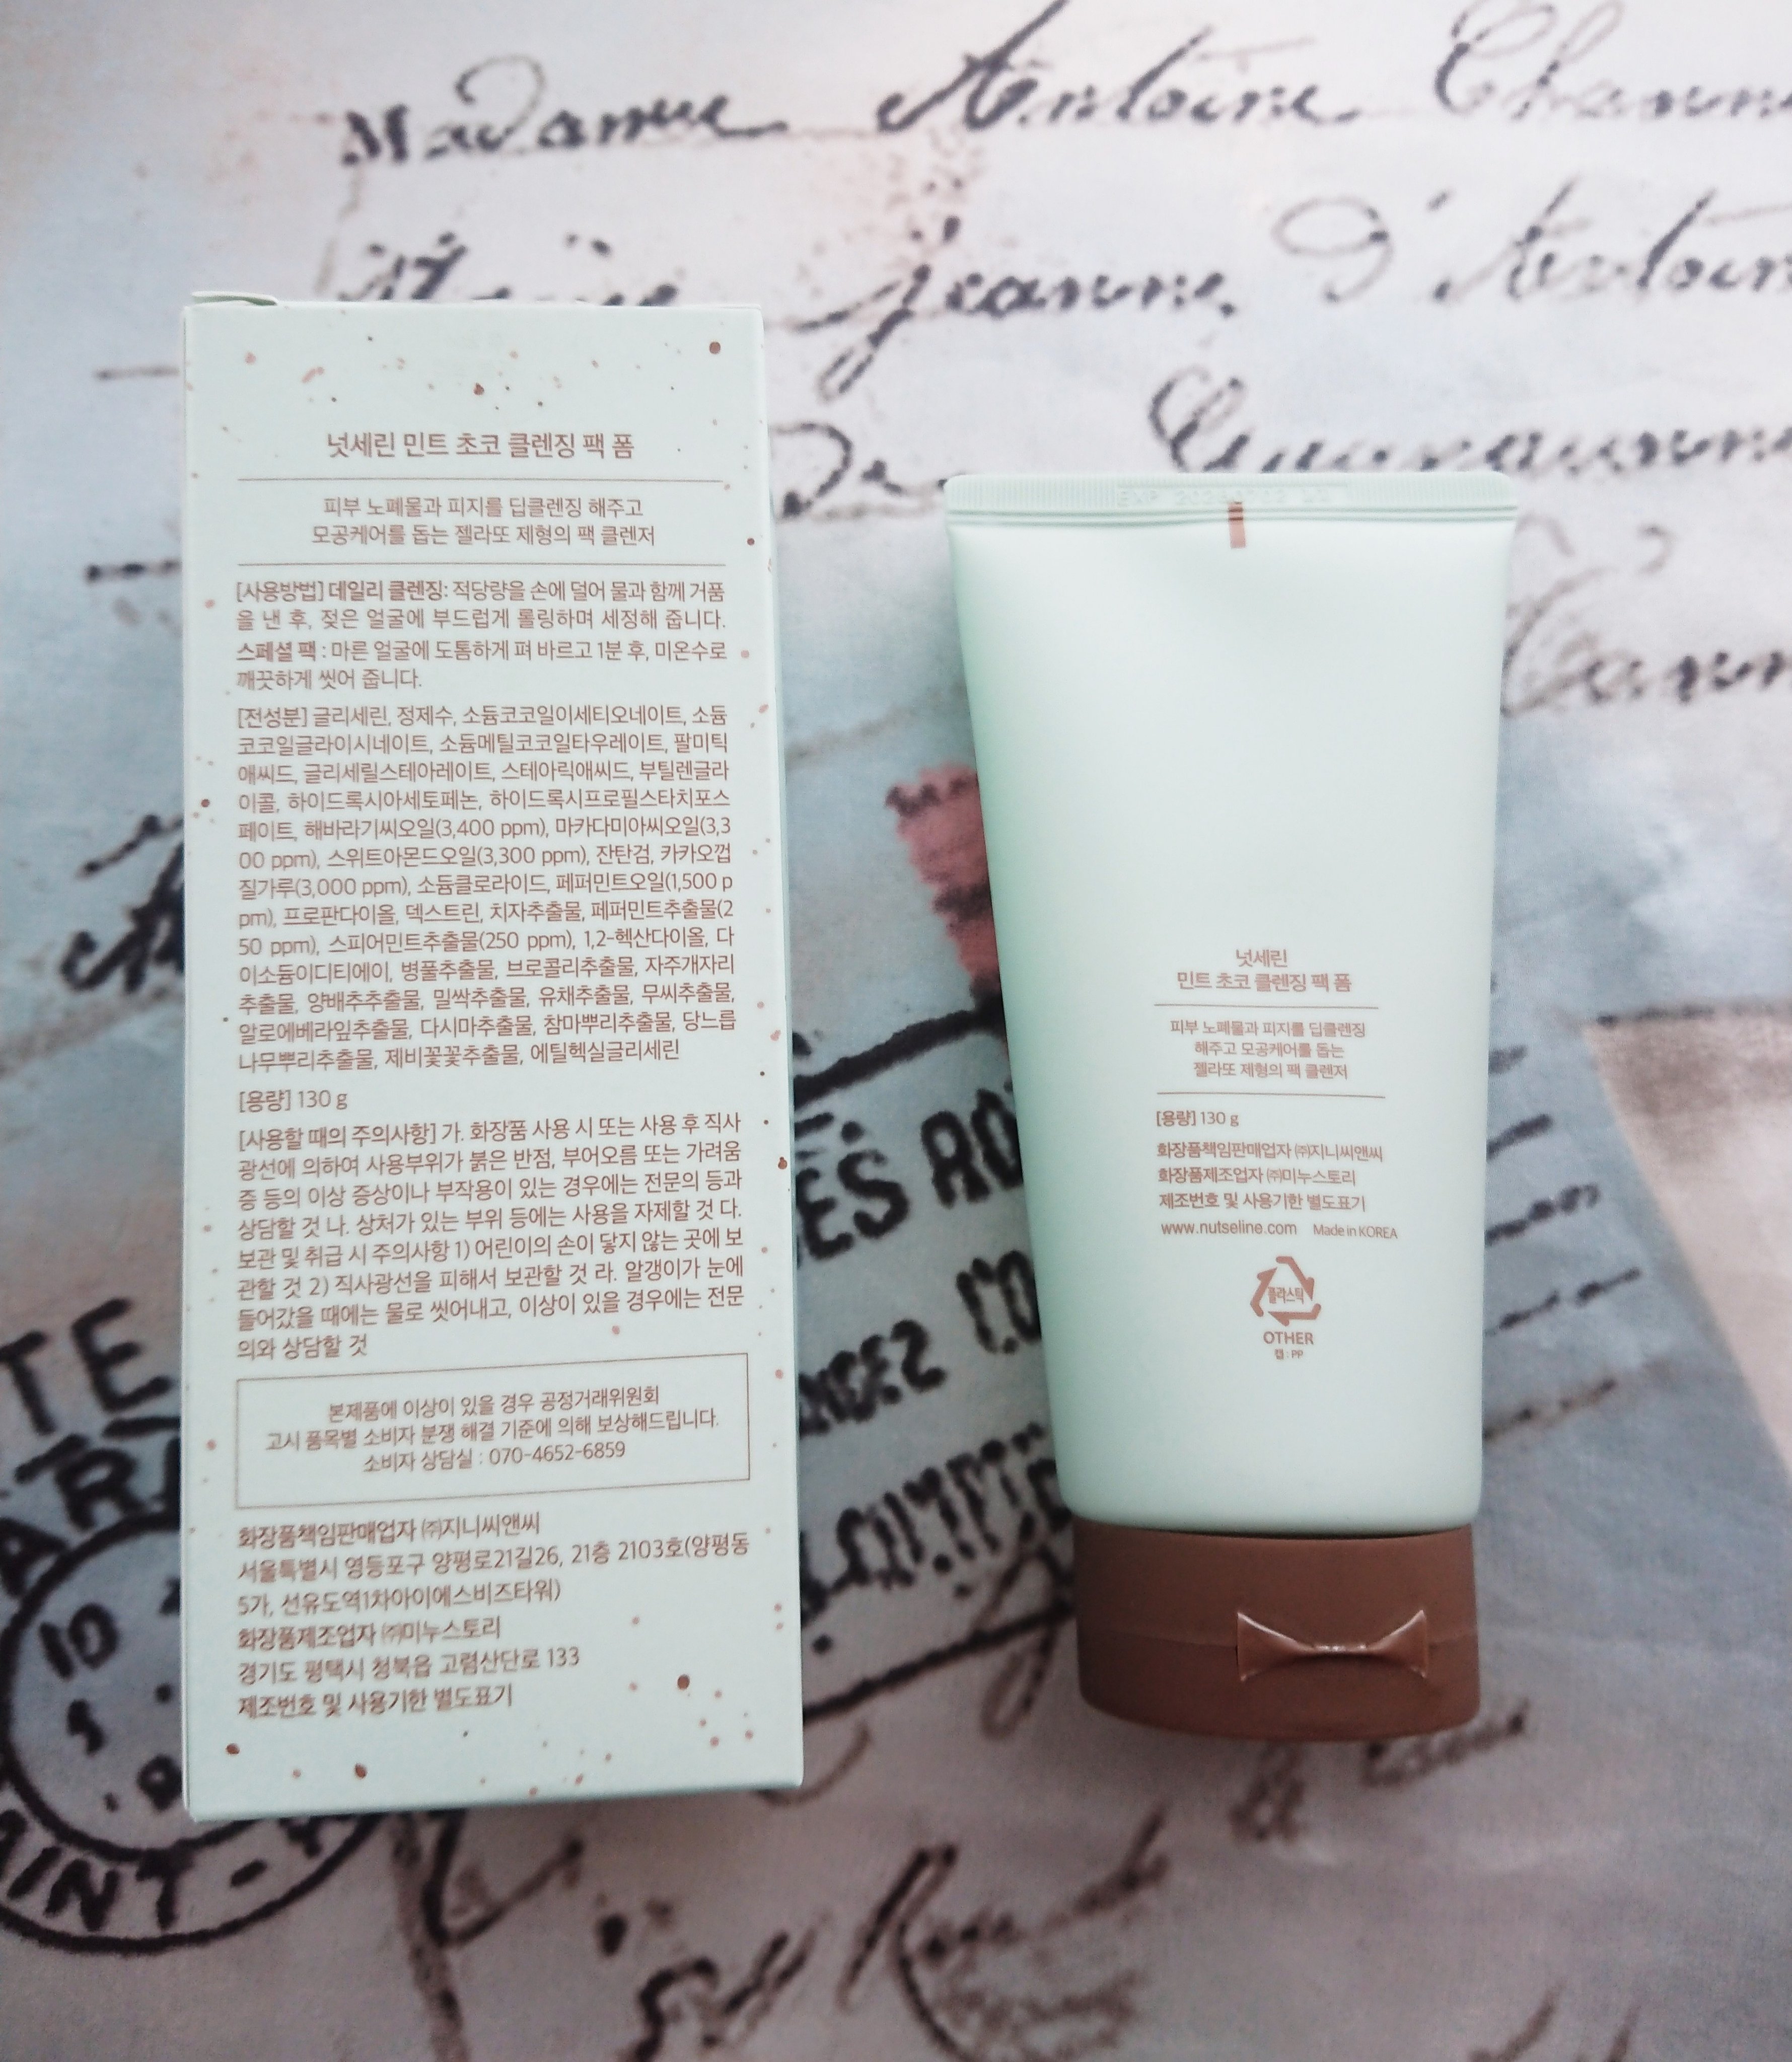 Madame Antoine
jeanne D'Antoin
De
넛세린 민트 초코 클렌징 팩 폼
피부 노폐물과 피지를 딥클렌징 해주고
모공케어를 돕는 젤라또 제형의 팩 클렌저
[사용방법] 데일리 클렌징: 적당량을 손에 덜어 물과 함께 거품
을 낸 후, 젖은 얼굴에 부드럽게 롤링하며 세정해 줍니다.
스페셜 팩 : 마른 얼굴에 도톰하게 펴 바르고 1분 후, 미온수로
깨끗하게 씻어 줍니다.
[전성분] 글리세린, 정제수, 소듐코코일이세티오네이트, 소듐
코코일글라이시네이트, 소듐메틸코코일타우레이트, 팔미틱
애씨드, 글리세릴스테아레이트, 스테아릭애씨드, 부틸렌글라
이콜, 하이드록시아세토페논, 하이드록시프로필스타치포스
페이트, 해바라기씨오일(3,400 ppm), 마카다미아씨오일(3,3
00 ppm), 스위트아몬드오일(3,300 ppm), 잔탄검, 카카오껍
질가루(3,000 ppm), 소듐클로라이드, 페퍼민트오일(1,500 p
pm), 프로판다이올, 덱스트린, 치자추출물, 페퍼민트추출물(2
50 ppm), 스피어민트추출물(250 ppm), 1,2-헥산다이올, 다
이소듐이디티에이, 병풀추출물, 브로콜리추출물, 자주개자리
추출물, 양배추추출물, 밀싹추출물, 유채추출물, 무씨추출물,
알로에베라잎추출물, 다시마추출물, 참마뿌리추출물, 당느릅
나무뿌리추출물, 제비꽃꽃추출물, 에틸헥실글리세린
[용량] 130 g
[사용할 때의 주의사항] 가. 화장품 사용 시 또는 사용 후 직사
광선에 의하여 사용부위가 붉은 반점, 부어오름 또는 가려움
증 등의 이상 증상이나 부작용이 있는 경우에는 전문의 등과
상담할 것 나. 상처가 있는 부위 등에는 사용을 자제할 것 다.
보관 및 취급 시 주의사항 1) 어린이의 손이 닿지 않는 곳에 보
관할 것 2) 직사광선을 피해서 보관할 것 라. 알갱이가 눈에
들어갔을 때에는 물로 씻어내고, 이상이 있을 경우에는 전문
의와 상담할 것
본제품에 이상이 있을 경우 공정거래위원회
고시 품목별 소비자 분쟁 해결 기준에 의해 보상해드립니다.
소비자 상담실 : 070-4652-6859
화장품책임판매업자 ㈜지니씨앤씨
서울특별시 영등포구 양평로21길26, 21층 2103호(양평동
5가, 선유도역1차아이에스비즈타워)
화장품제조업자 ㈜미누스토리
경기도 평택시 청북읍 고렴산단로 133
제조번호 및 사용기한 별도표기
넛세린
민트 초코 클렌징 팩 폼
피부 노폐물과 피지를 딥클렌징
해주고 모공케어를 돕는
젤라또 제형의 팩 클렌저
[용량] 130 g
화장품책임판매업자 ㈜지니씨앤씨
화장품제조업자 ㈜미누스토리
제조번호 및 사용기한 별도표기
www.nutseline.com Made in KOREA
플라스틱
OTHER
캡 : PP